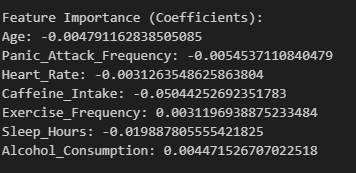 Feature Importance (Coefficients):
Age: -0.004791162838505085
Panic_Attack_Frequency: -0.0054537110840479
Heart_Rate: -0.0031263548625863804
Caffeine_Intake: -0.05044252692351783
Exercise_Frequency: 0.0031196938875233484
Sleep_Hours: -0.019887805555421825
Alcohol_Consumption: 0.004471526707022518